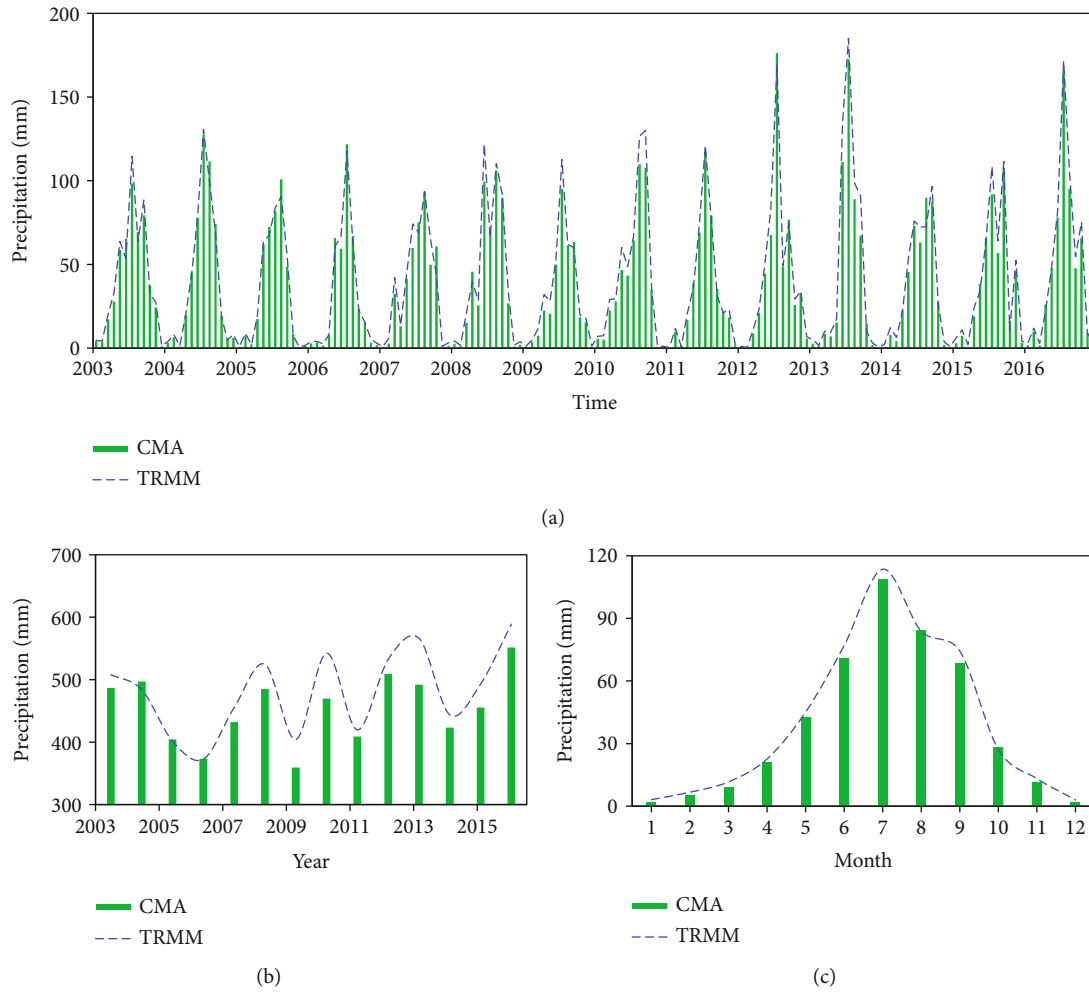 200
150
100
50
0
Precipitation (mm)
2003 2004 2005 2006 2007 2008 2009 2010 2011 2012 2013 2014 2015 2016
Time
CMA
TRMM
(a)
700
600
500
400
300
Precipitation (mm)
2003 2005 2007 2009 2011 2013 2015
Year
CMA
TRMM
(b)
120
90
60
30
0
Precipitation (mm)
1 2 3 4 5 6 7 8 9 10 11 12
Month
CMA
TRMM
(c)